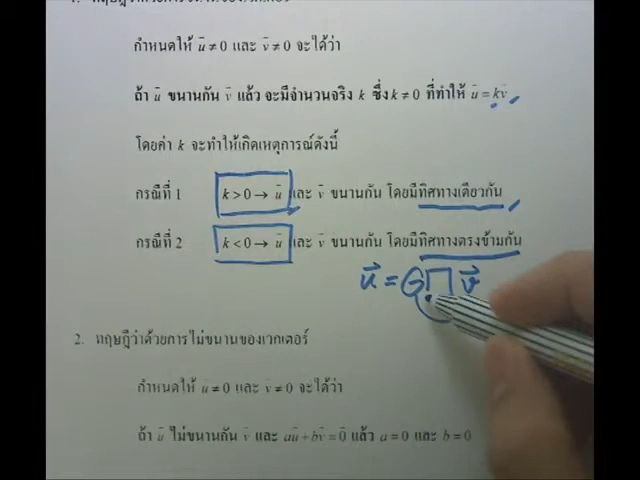 กำหนดให้ ū ≠ 0 และ v̄ ≠ 0 จะได้ว่า
ถ้า ū ขนานกัน v̄ แล้ว จะมีจำนวนจริง k ซึ่ง k ≠ 0 ที่ทำให้ ū = kv̄
โดยค่า k จะทำให้เกิดเหตุการณ์ดังนี้
กรณีที่ 1 k > 0 → ū และ v̄ ขนานกัน โดยมีทิศทางเดียวกัน
กรณีที่ 2 k < 0 → ū และ v̄ ขนานกัน โดยมีทิศทางตรงข้ามกัน
2. ทฤษฎีว่าด้วยการไม่ขนานของเวกเตอร์
กำหนดให้ ū ≠ 0 และ v̄ ≠ 0 จะได้ว่า
ถ้า ū ไม่ขนานกัน v̄ และ aū + bv̄ = 0̄ แล้ว a = 0 และ b = 0